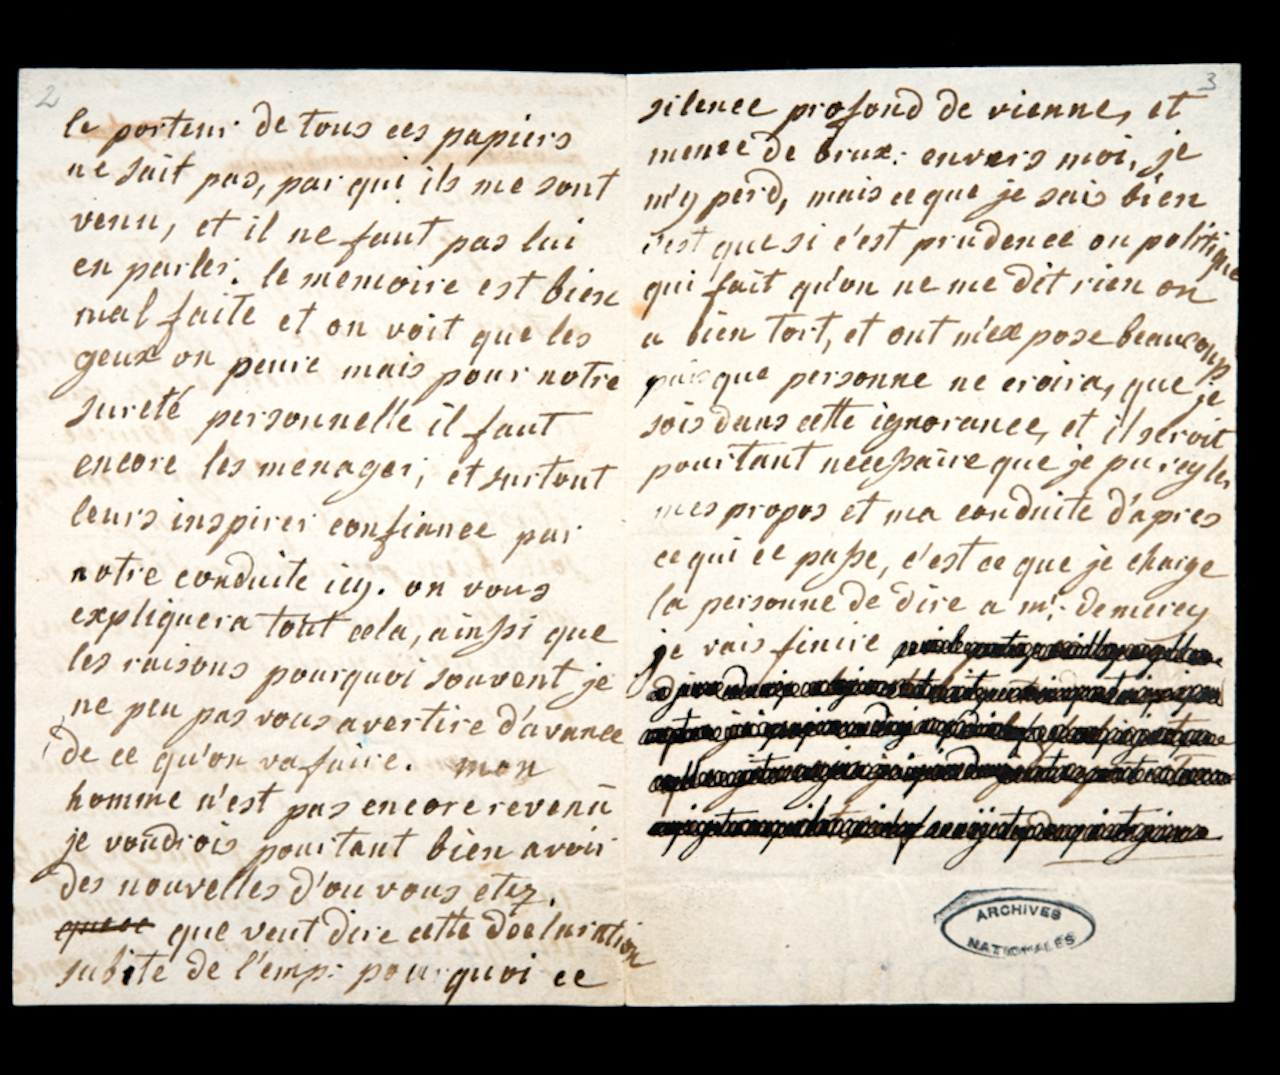 2
le porteur de tous ces papiers
ne sait pas, par qui ils me sont
venu, et il ne faut pas lui
en parler. le memoire est bien
mal faite et on voit que les
geux on peure mais pour notre
sureté personnelle il faut
encore les menager, et surtout
leurs inspirer confiance par
notre conduite icy. on vous
expliquera tout cela, ainssi que
les raisons pourquoi souvent je
ne peu pas vous avertire d'avance
de ce qu'on va faire. mon
homme n'est pas encore revenû
je voudrois pourtant bien avoir
des nouvelles d'ou vous etez.
que veut dire cette declaration
subite de l'emp: pourquoi ce
3
silence profond de vienne, et
meme de brux: envers moi, je
m'y perd, mais ce que je sais bien
c'est que si c'est prudence ou politique
qui fait qu'on ne me dit rien on
a bien tort, et ont m'expose beaucoup
puisque personne ne croira, que je
sois dans cette ignorance, et il seroit
pourtant necessaire que je pu regler
mes propos et ma conduite d'apres
ce qui ce passe, c'est ce que je charge
la personne de dire a mr: de mercy
je vais finire
ARCHIVES
NATIONALES